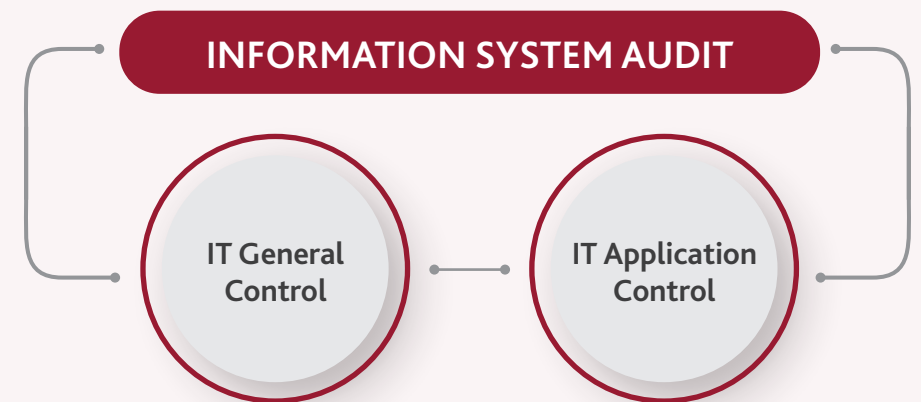 INFORMATION SYSTEM AUDIT
IT General
Control
IT Application
Control